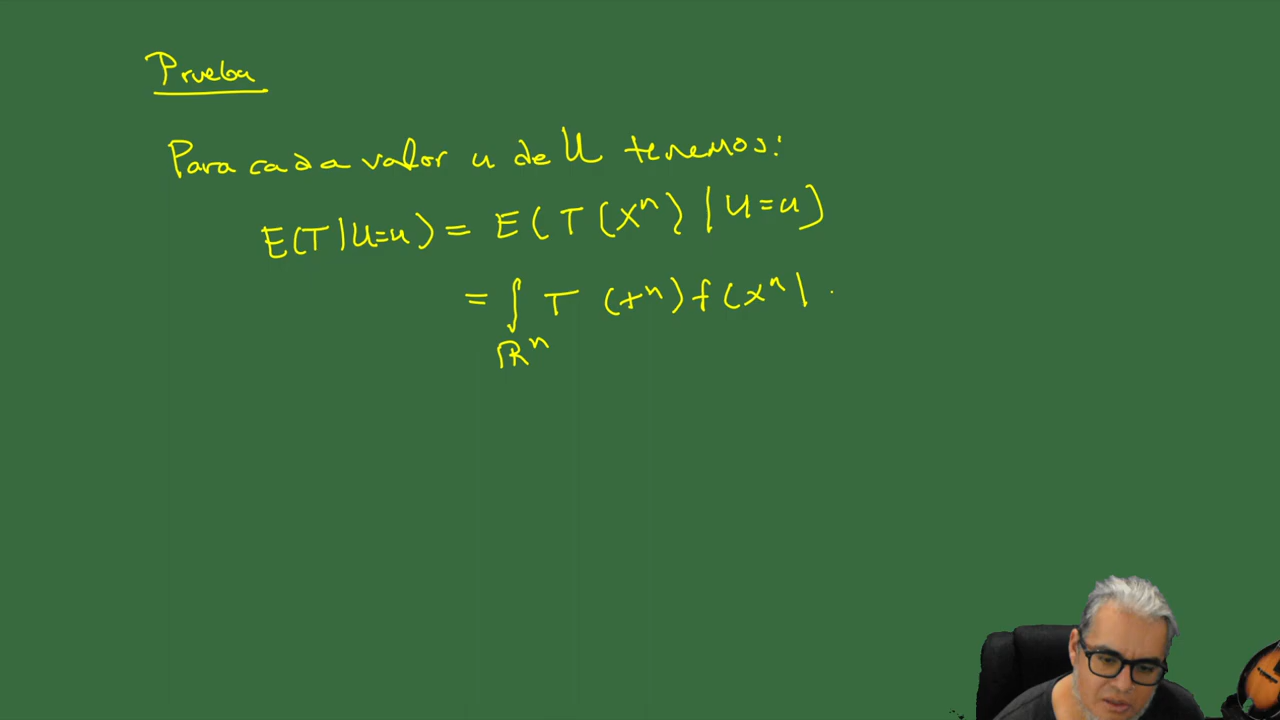 Prueba
Para cada valor u de U tenemos:
E(T|U=u) = E(T(X^n)|U=u)
= ∫_{ℝ^n} T(x^n) f(x^n|